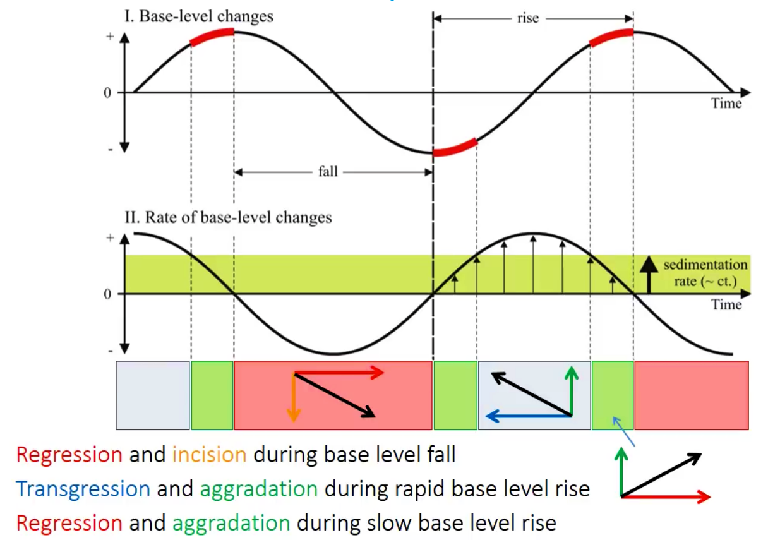 I. Base-level changes
rise
+
0
Time
-
fall
II. Rate of base-level changes
+
sedimentation
rate (~ ct.)
0
Time
-
Regression and incision during base level fall
Transgression and aggradation during rapid base level rise
Regression and aggradation during slow base level rise